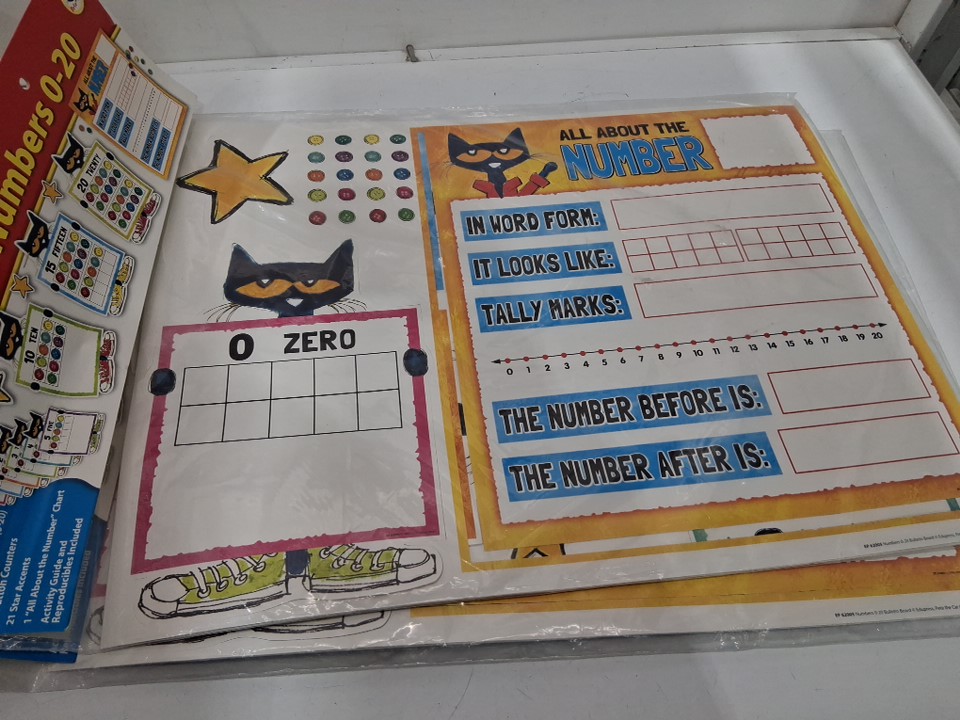 Numbers 0-20
20 TWENTY
15 FIFTEEN
10 TEN
21 Star Accents
1 "All About the Number" Chart
Activity Guide and
Reproducibles Included
0 ZERO
ALL ABOUT THE
NUMBER
IN WORD FORM:
IT LOOKS LIKE:
TALLY MARKS:
0 1 2 3 4 5 6 7 8 9 10 11 12 13 14 15 16 17 18 19 20
THE NUMBER BEFORE IS:
THE NUMBER AFTER IS: